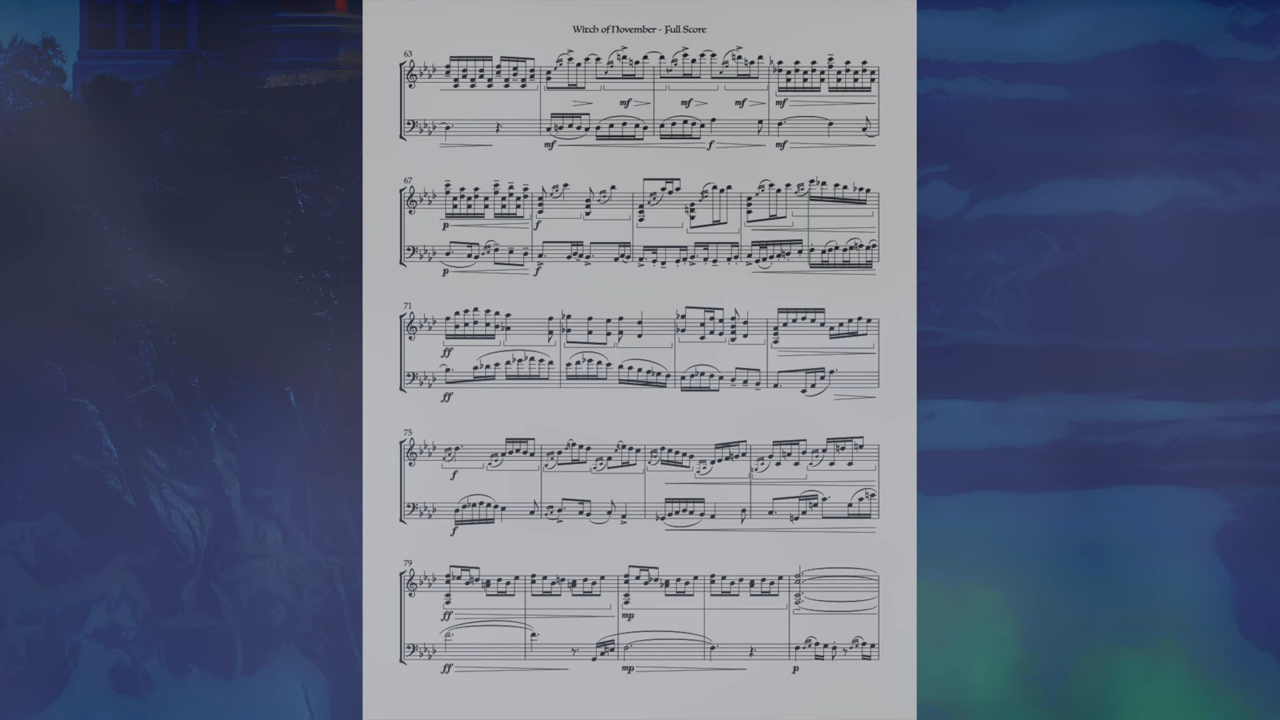 Witch of November - Full Score
63
mf mf mf mf
mf f mf
67
p f
p f
71
ff
ff
75
f
f
79
ff mp
ff mp p